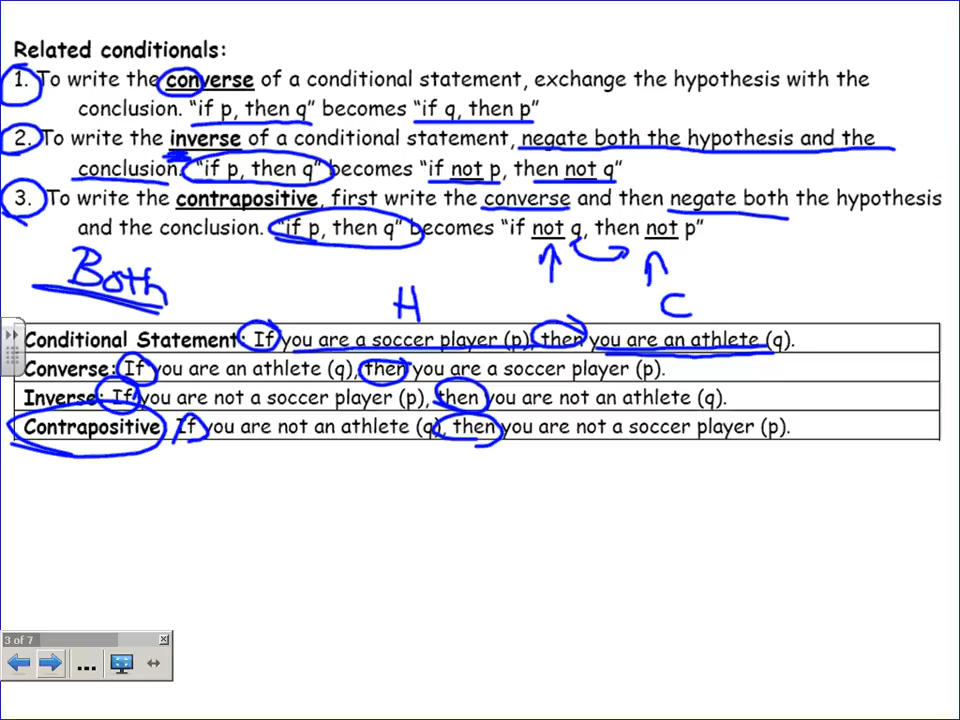 Related conditionals:
1. To write the converse of a conditional statement, exchange the hypothesis with the
conclusion. "if p, then q" becomes "if q, then p"
2. To write the inverse of a conditional statement, negate both the hypothesis and the
conclusion. "if p, then q" becomes "if not p, then not q"
3. To write the contrapositive, first write the converse and then negate both the hypothesis
and the conclusion. "if p, then q" becomes "if not q, then not p"
Both
H C
Conditional Statement: If you are a soccer player (p), then you are an athlete (q).
Converse: If you are an athlete (q), then you are a soccer player (p).
Inverse: If you are not a soccer player (p), then you are not an athlete (q).
Contrapositive: If you are not an athlete (q), then you are not a soccer player (p).
3 of 7